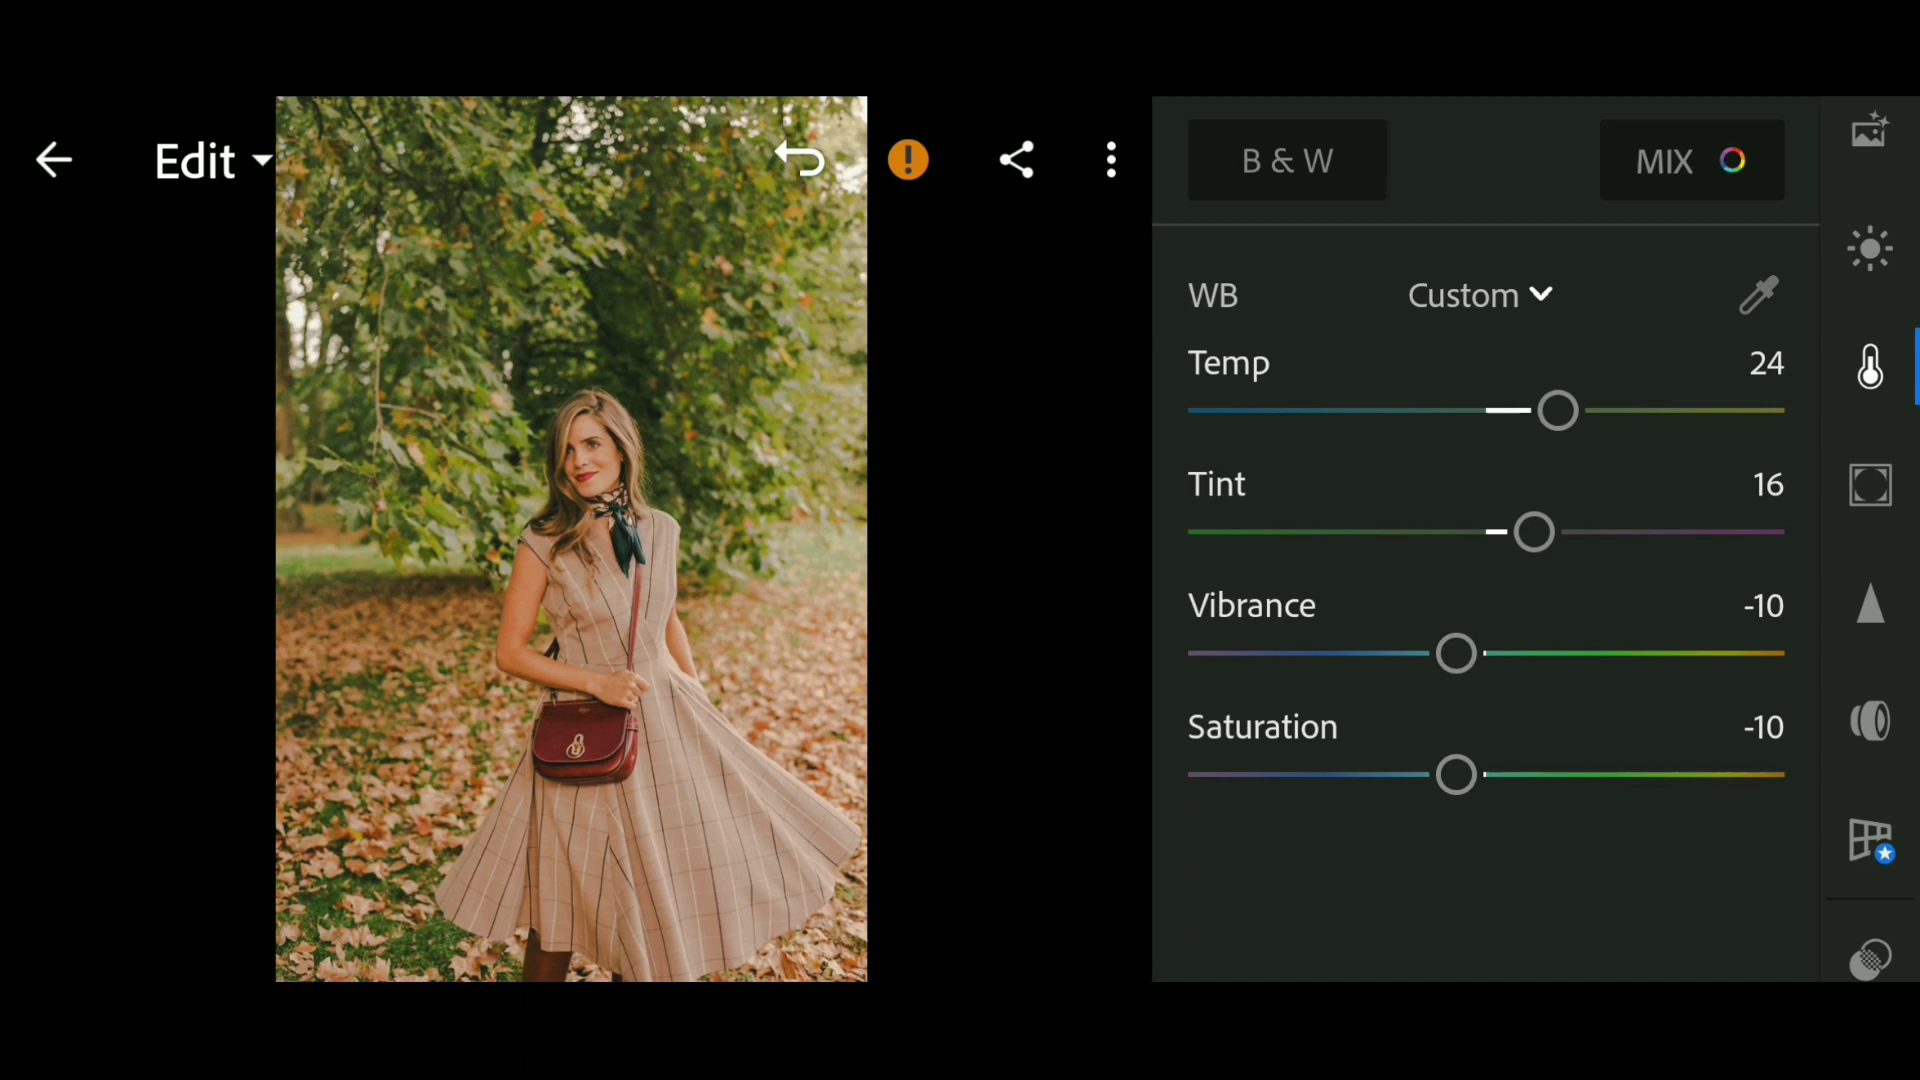 Edit
B & W
MIX
WB
Custom
Temp
24
Tint
16
Vibrance
-10
Saturation
-10